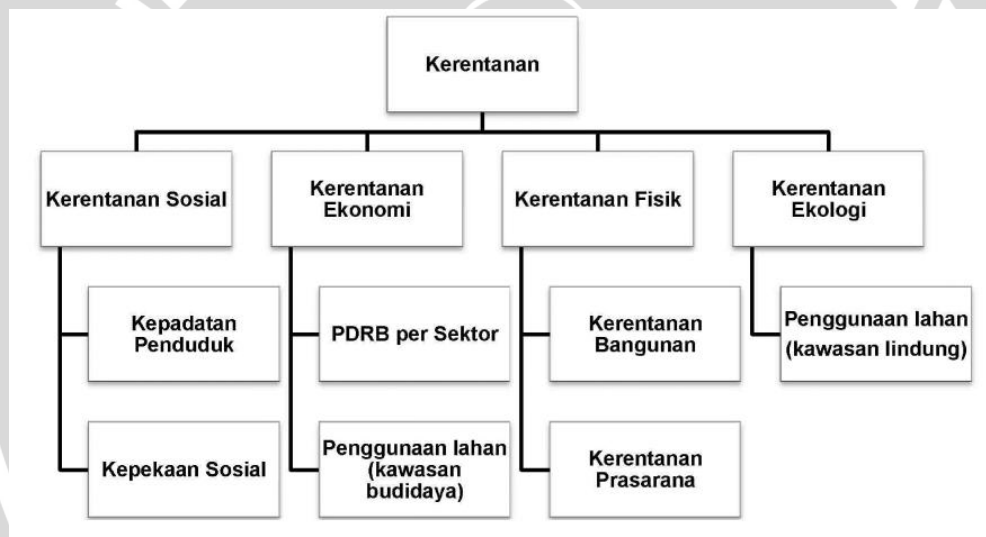 Kerentanan
Kerentanan Sosial
Kerentanan
Ekonomi
Kerentanan Fisik
Kerentanan
Ekologi
Kepadatan
Penduduk
PDRB per Sektor
Kerentanan
Bangunan
Penggunaan lahan
(kawasan lindung)
Kepekaan Sosial
Penggunaan lahan
(kawasan
budidaya)
Kerentanan
Prasarana